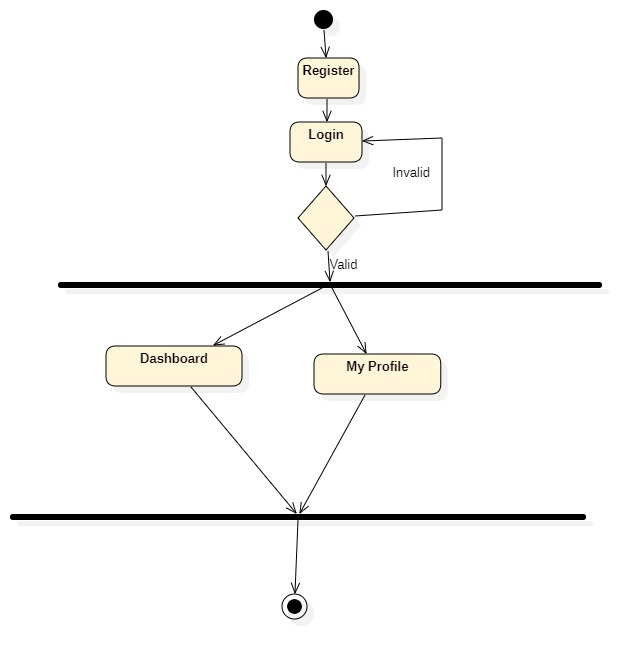 Register
Login
Invalid
Valid
Dashboard
My Profile